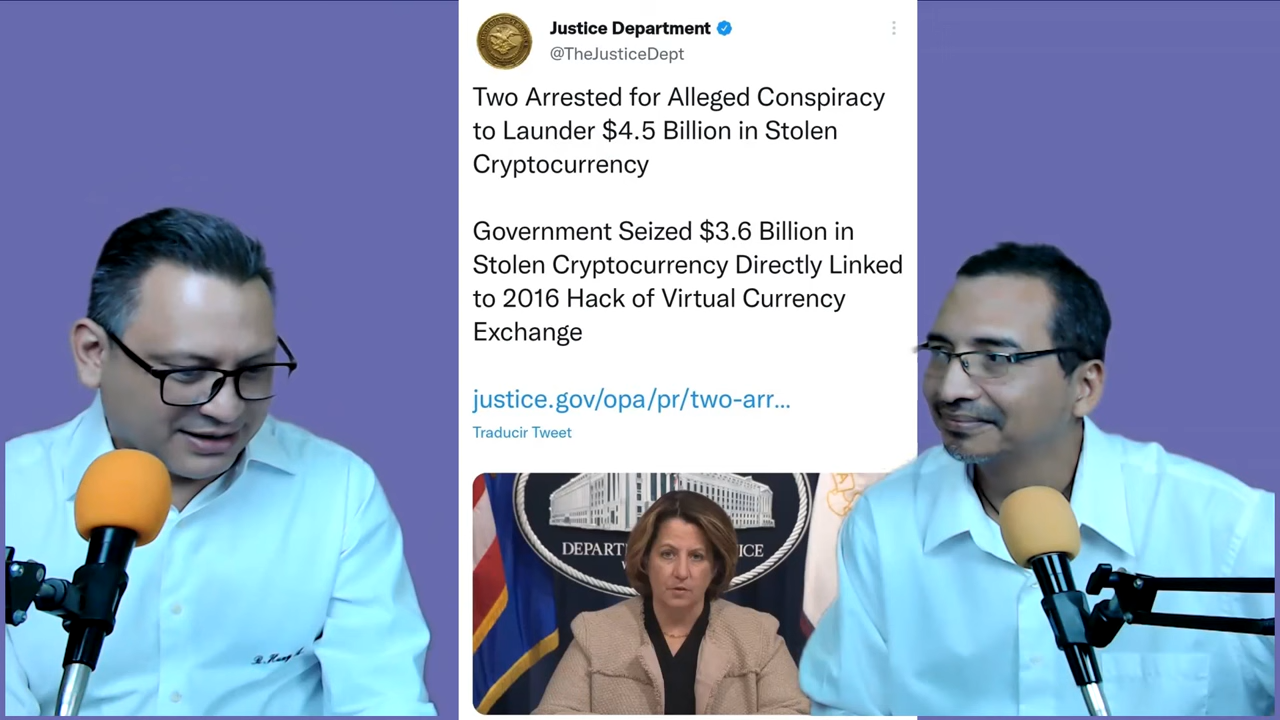 Justice Department
@TheJusticeDept
Two Arrested for Alleged Conspiracy
to Launder $4.5 Billion in Stolen
Cryptocurrency
Government Seized $3.6 Billion in
Stolen Cryptocurrency Directly Linked
to 2016 Hack of Virtual Currency
Exchange
justice.gov/opa/pr/two-arr...
Traducir Tweet